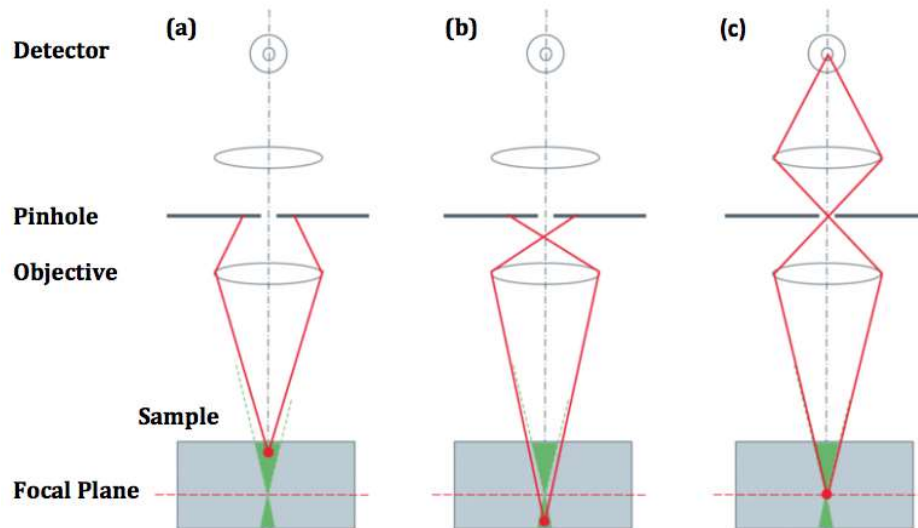 (a) (b) (c)
Detector
Pinhole
Objective
Sample
Focal Plane